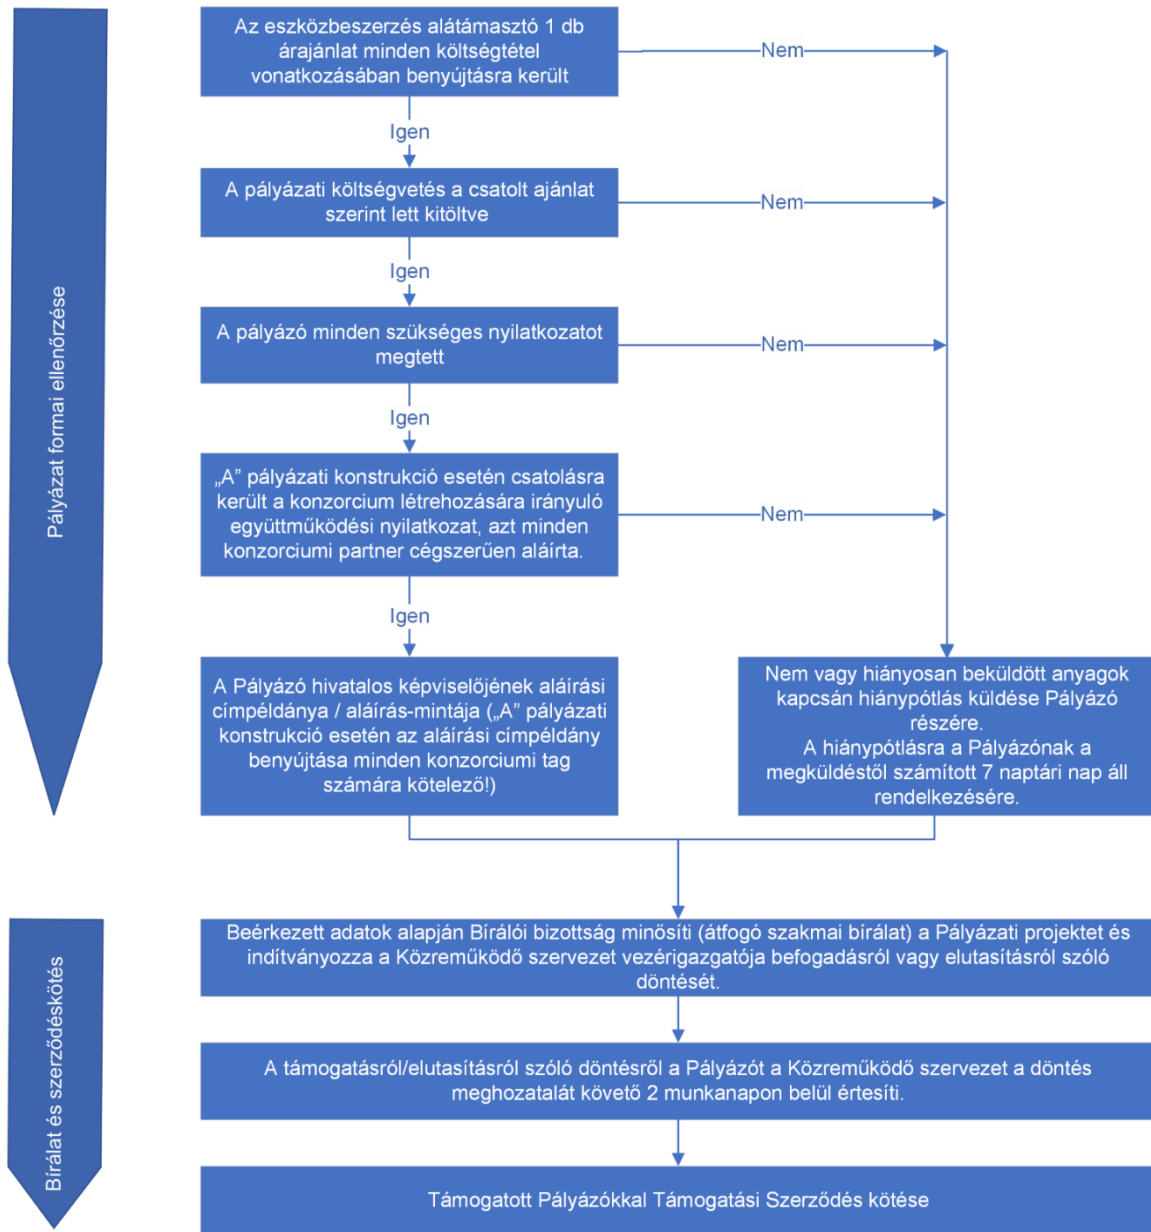 Pályázat formai ellenőrzése
Az eszközbeszerzés alátámasztó 1 db
árajánlat minden költségtétel
vonatkozásában benyújtásra került
Nem
Igen
A pályázati költségvetés a csatolt ajánlat
szerint lett kitöltve
Nem
Igen
A pályázó minden szükséges nyilatkozatot
megtett
Nem
Igen
„A” pályázati konstrukció esetén csatolásra
került a konzorcium létrehozására irányuló
együttműködési nyilatkozat, azt minden
konzorciumi partner cégszerűen aláírta.
Nem
Igen
A Pályázó hivatalos képviselőjének aláírási
címpéldánya / aláírás-mintája („A” pályázati
konstrukció esetén az aláírási címpéldány
benyújtása minden konzorciumi tag
számára kötelező!)
Nem vagy hiányosan beküldött anyagok
kapcsán hiánypótlás küldése Pályázó
részére.
A hiánypótlásra a Pályázónak a
megküldéstől számított 7 naptári nap áll
rendelkezésére.
Bírálat és szerződéskötés
Beérkezett adatok alapján Bírálói bizottság minősíti (átfogó szakmai bírálat) a Pályázati projektet és
indítványozza a Közreműködő szervezet vezérigazgatója befogadásról vagy elutasításról szóló
döntését.
A támogatásról/elutasításról szóló döntésről a Pályázót a Közreműködő szervezet a döntés
meghozatalát követő 2 munkanapon belül értesíti.
Támogatott Pályázókkal Támogatási Szerződés kötése